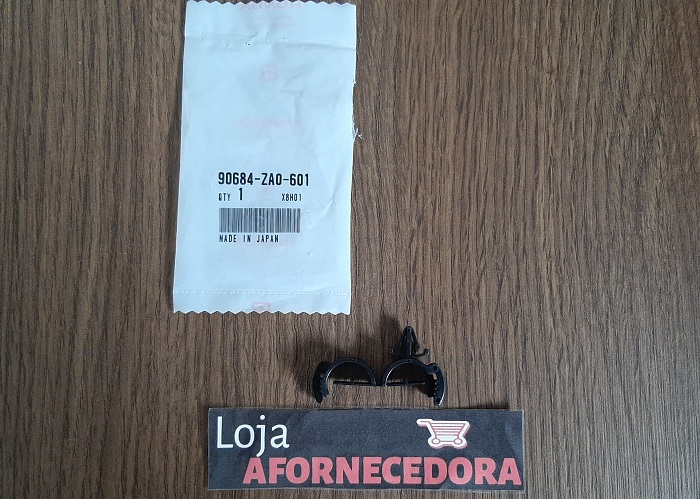 90684-ZA0-601
QTY 1 X8H01
MADE IN JAPAN
Loja
AFORNECEDORA